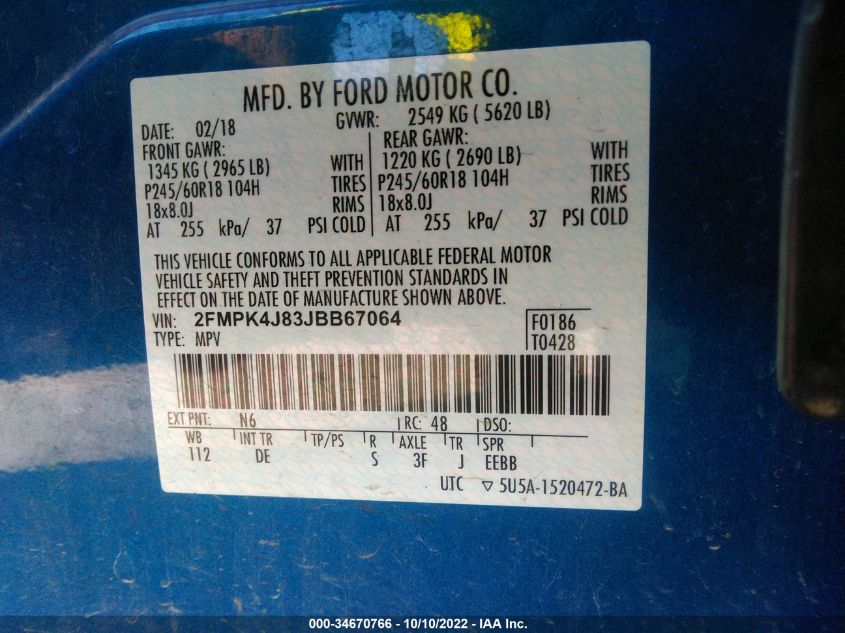 MFD. BY FORD MOTOR CO.
DATE: 02/18 GVWR: 2549 KG ( 5620 LB)
FRONT GAWR: REAR GAWR:
1345 KG ( 2965 LB) WITH 1220 KG ( 2690 LB) WITH
P245/60R18 104H TIRES P245/60R18 104H TIRES
18x8.0J RIMS 18x8.0J RIMS
AT 255 kPa/ 37 PSI COLD AT 255 kPa/ 37 PSI COLD
THIS VEHICLE CONFORMS TO ALL APPLICABLE FEDERAL MOTOR
VEHICLE SAFETY AND THEFT PREVENTION STANDARDS IN
EFFECT ON THE DATE OF MANUFACTURE SHOWN ABOVE.
VIN: 2FMPK4J83JBB67064 F0186
TYPE: MPV T0428
EXT PNT: N6 RC: 48 DSO:
WB INT TR TP/PS R AXLE TR SPR
112 DE S 3F J EEBB
UTC ▽ 5U5A-1520472-BA
000-34670766 - 10/10/2022 - IAA Inc.